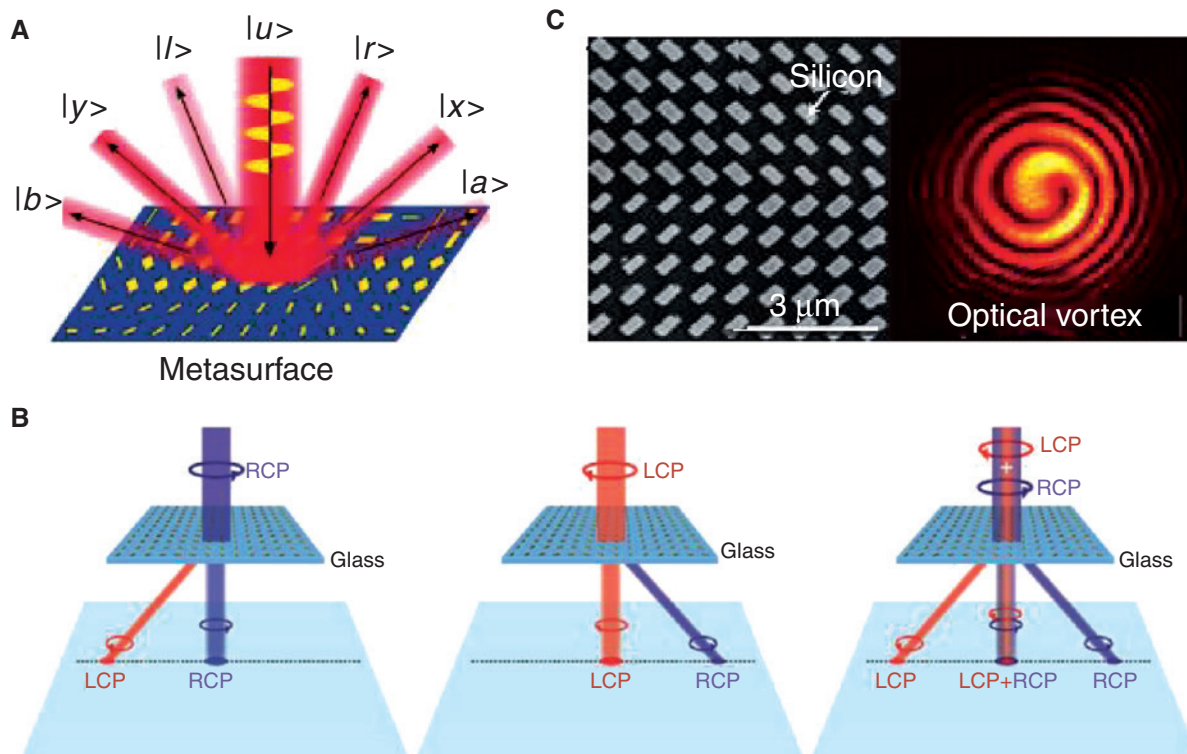 A
|u>
|l>
|r>
|y>
|x>
|b>
|a>
Metasurface
C
Silicon
3 μm
Optical vortex
B
RCP
Glass
LCP
RCP
LCP
Glass
LCP
RCP
LCP
+
RCP
Glass
LCP
LCP+RCP
RCP